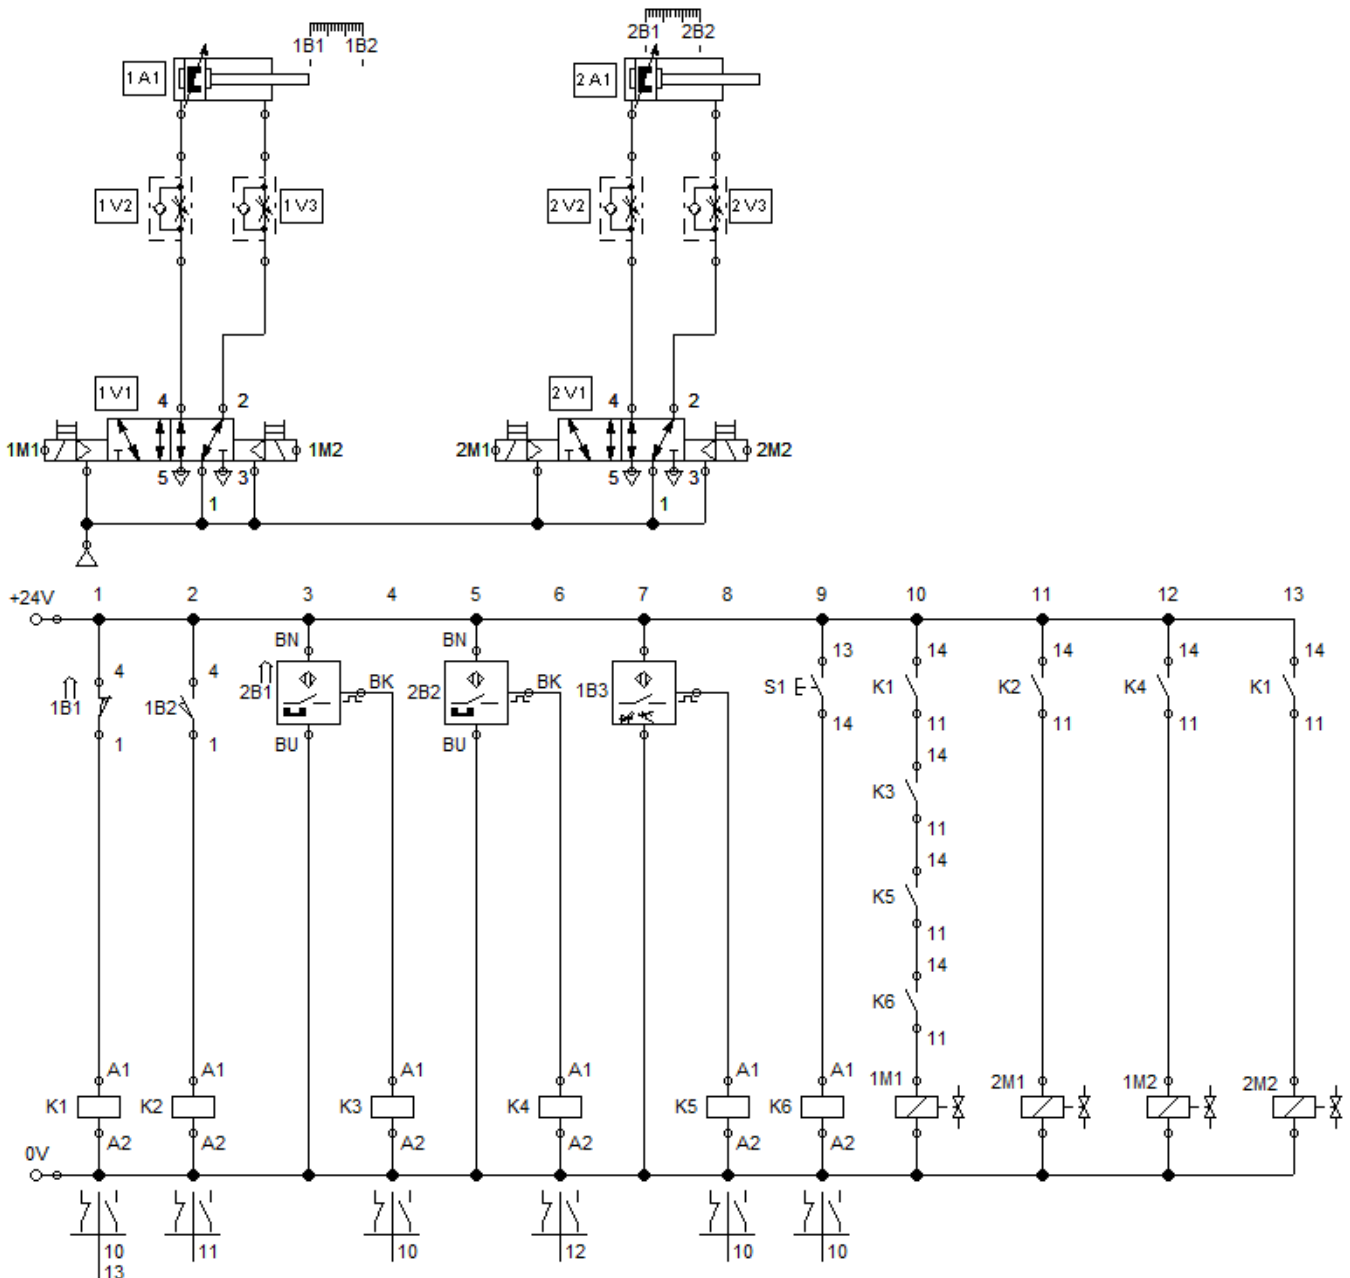 1B1 1B2
2B1 2B2
1A1
2A1
1V2
1V3
2V2
2V3
1V1
2V1
4 2
4 2
1M1
1M2
2M1
2M2
5 3
5 3
1
1
1 2 3 4 5 6 7 8 9 10 11 12 13
+24V
BN BN 13 14 14 14 14
4 4
1B1 1B2 2B1 BK 2B2 BK 1B3 S1 K1 K2 K4 K1
1 1 BU BU 14 11 11 11 11
14
K3
11
14
K5
11
14
K6
11
A1 A1 A1 A1 A1 A1 1M1 2M1 1M2 2M2
K1 K2 K3 K4 K5 K6
A2 A2 A2 A2 A2 A2
0V
10 11 10 12 10 10
13